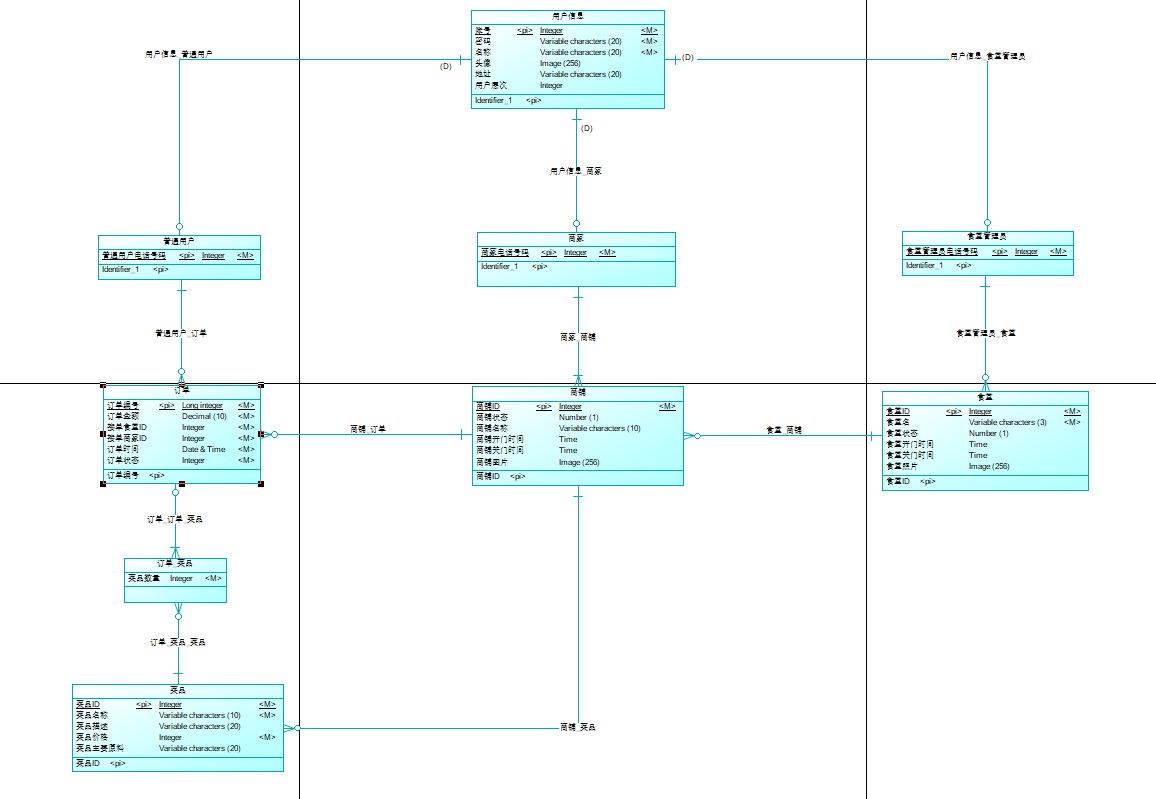 用户信息
账号 <pi> Integer <M>
密码 Variable characters (20) <M>
名称 Variable characters (20) <M>
头像 Image (256)
地址 Variable characters (20)
用户层次 Integer
Identifier_1 <pi>
用户信息_普通用户
(D)
(D)
用户信息_食堂管理员
(D)
用户信息_商家
普通用户
普通用户电话号码 <pi> Integer <M>
Identifier_1 <pi>
商家
商家电话号码 <pi> Integer <M>
Identifier_1 <pi>
食堂管理员
食堂管理员电话号码 <pi> Integer <M>
Identifier_1 <pi>
普通用户_订单
商家_商铺
食堂管理员_食堂
订单
订单编号 <pi> Long integer <M>
订单金额 Decimal (10) <M>
接单食堂ID Integer <M>
接单商家ID Integer <M>
订单时间 Date & Time <M>
订单状态 Integer <M>
订单编号 <pi>
商铺_订单
商铺
商铺ID <pi> Integer <M>
商铺状态 Number (1)
商铺名称 Variable characters (10)
商铺开门时间 Time
商铺关门时间 Time
商铺图片 Image (256)
商铺ID <pi>
食堂_商铺
食堂
食堂ID <pi> Integer <M>
食堂名 Variable characters (3) <M>
食堂状态 Number (1)
食堂开门时间 Time
食堂关门时间 Time
食堂照片 Image (256)
食堂ID <pi>
订单_订单_菜品
订单_菜品
菜品数量 Integer <M>
订单_菜品_菜品
菜品
菜品ID <pi> Integer <M>
菜品名称 Variable characters (10) <M>
菜品描述 Variable characters (20)
菜品价格 Integer <M>
菜品主要原料 Variable characters (20)
菜品ID <pi>
商铺_菜品